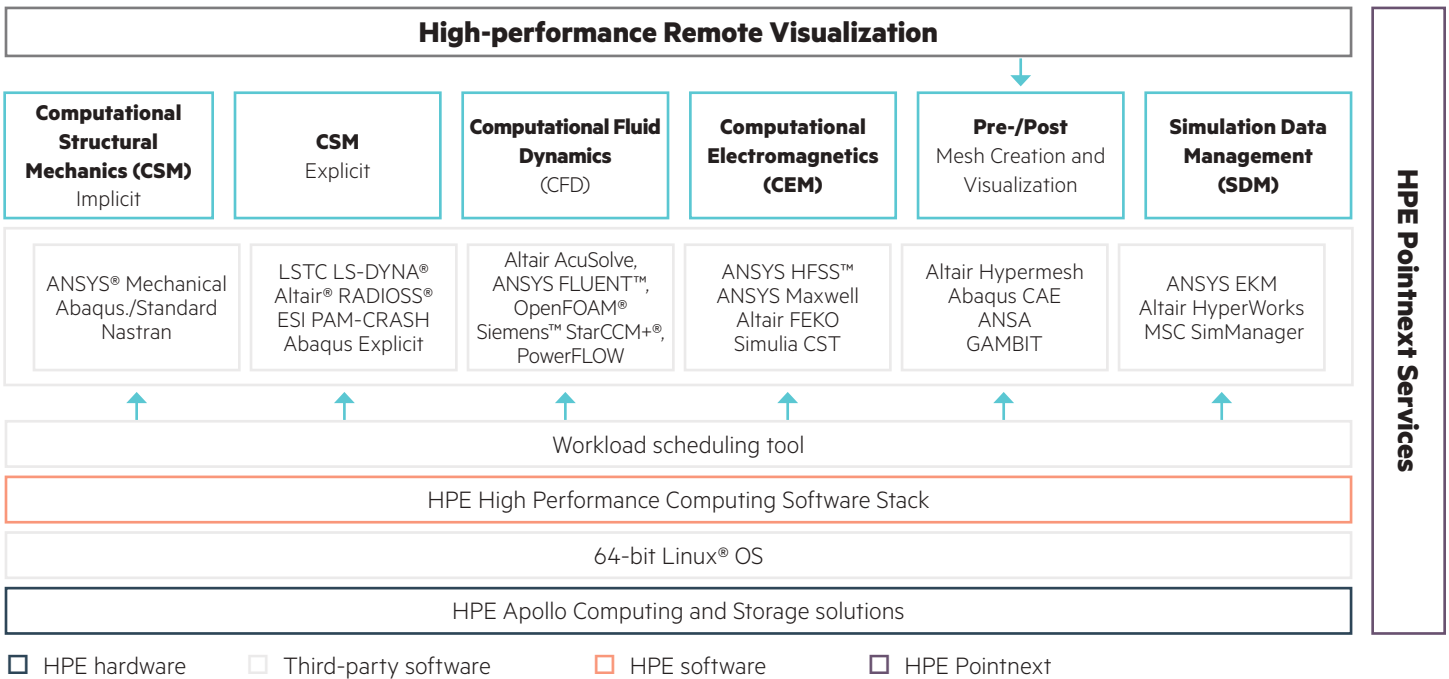 High-performance Remote Visualization
Computational
Structural
Mechanics (CSM)
Implicit
CSM
Explicit
Computational Fluid
Dynamics
(CFD)
Computational
Electromagnetics
(CEM)
Pre-/Post
Mesh Creation and
Visualization
Simulation Data
Management
(SDM)
ANSYS® Mechanical
Abaqus./Standard
Nastran
LSTC LS-DYNA®
Altair® RADIOSS®
ESI PAM-CRASH
Abaqus Explicit
Altair AcuSolve,
ANSYS FLUENT™,
OpenFOAM®
Siemens™ StarCCM+®,
PowerFLOW
ANSYS HFSS™
ANSYS Maxwell
Altair FEKO
Simulia CST
Altair Hypermesh
Abaqus CAE
ANSA
GAMBIT
ANSYS EKM
Altair HyperWorks
MSC SimManager
Workload scheduling tool
HPE High Performance Computing Software Stack
64-bit Linux® OS
HPE Apollo Computing and Storage solutions
HPE Pointnext Services
HPE hardware
Third-party software
HPE software
HPE Pointnext